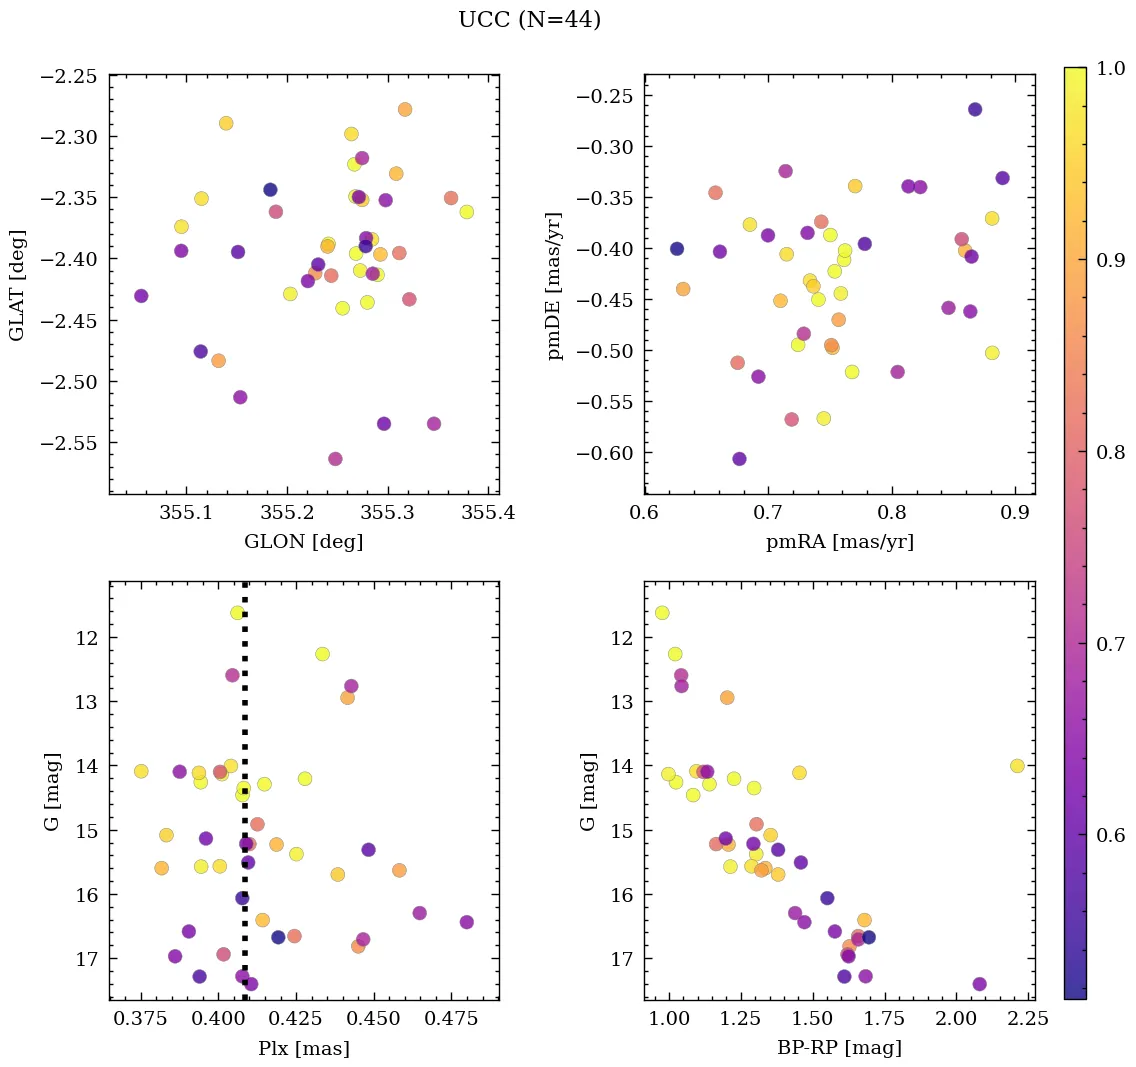 UCC (N=44)
−2.25
−2.30
−2.35
−2.40
−2.45
−2.50
−2.55
GLAT [deg]
355.1 355.2 355.3 355.4
GLON [deg]
−0.25
−0.30
−0.35
−0.40
−0.45
−0.50
−0.55
−0.60
pmDE [mas/yr]
0.6 0.7 0.8 0.9
pmRA [mas/yr]
12
13
14
15
16
17
G [mag]
0.375 0.400 0.425 0.450 0.475
Plx [mas]
12
13
14
15
16
17
G [mag]
1.00 1.25 1.50 1.75 2.00 2.25
BP-RP [mag]
1.0
0.9
0.8
0.7
0.6